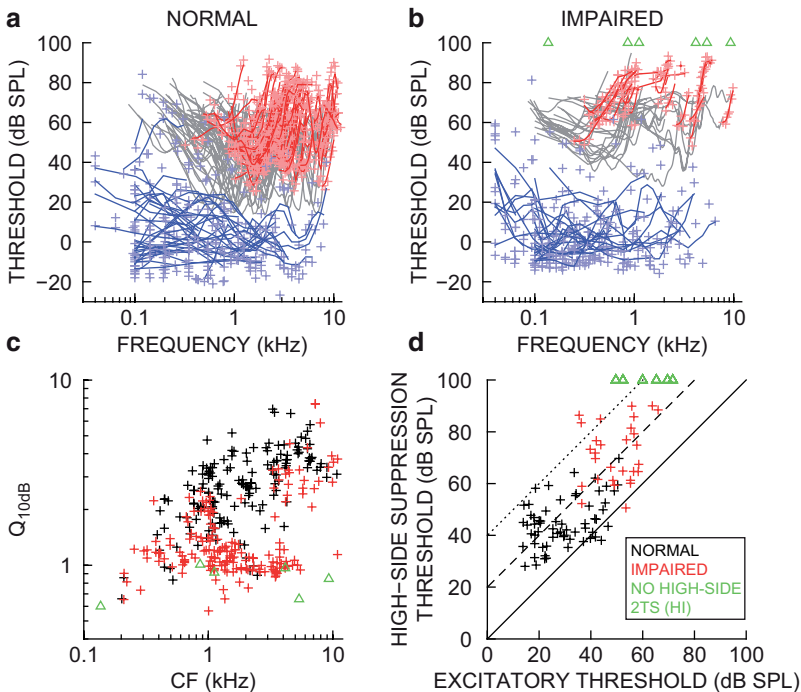 a NORMAL
THRESHOLD (dB SPL)
100
80
60
40
20
0
−20
0.1 1 10
FREQUENCY (kHz)
b IMPAIRED
THRESHOLD (dB SPL)
100
80
60
40
20
0
−20
0.1 1 10
FREQUENCY (kHz)
c
Q10dB
10
1
0.1 1 10
CF (kHz)
d
HIGH−SIDE SUPPRESSION
THRESHOLD (dB SPL)
100
80
60
40
20
0
0 20 40 60 80 100
EXCITATORY THRESHOLD (dB SPL)
NORMAL
IMPAIRED
NO HIGH-SIDE
2TS (HI)